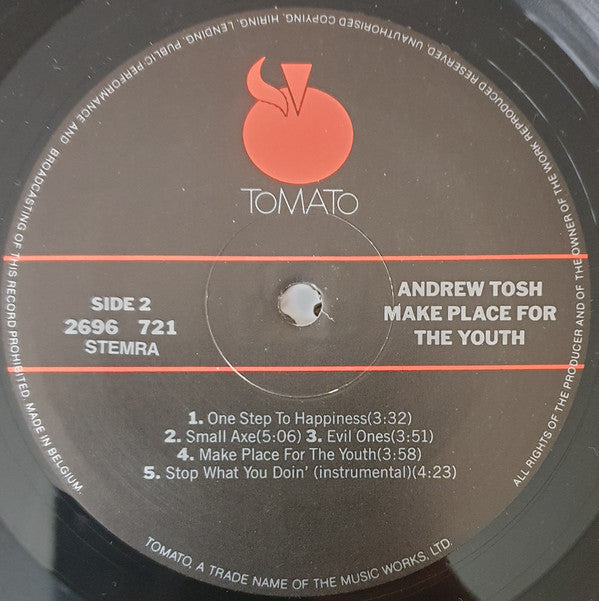 TOMATO
SIDE 2
2696 721
STEMRA
ANDREW TOSH
MAKE PLACE FOR
THE YOUTH
1. One Step To Happiness(3:32)
2. Small Axe(5:06) 3. Evil Ones(3:51)
4. Make Place For The Youth(3:58)
5. Stop What You Doin' (instrumental)(4:23)
ALL RIGHTS OF THE PRODUCER AND OF THE OWNER OF THE WORK REPRODUCED RESERVED. UNAUTHORISED COPYING, HIRING, LENDING, PUBLIC PERFORMANCE AND BROADCASTING OF THIS RECORD PROHIBITED. MADE IN BELGIUM.
TOMATO, A TRADE NAME OF THE MUSIC WORKS, LTD.